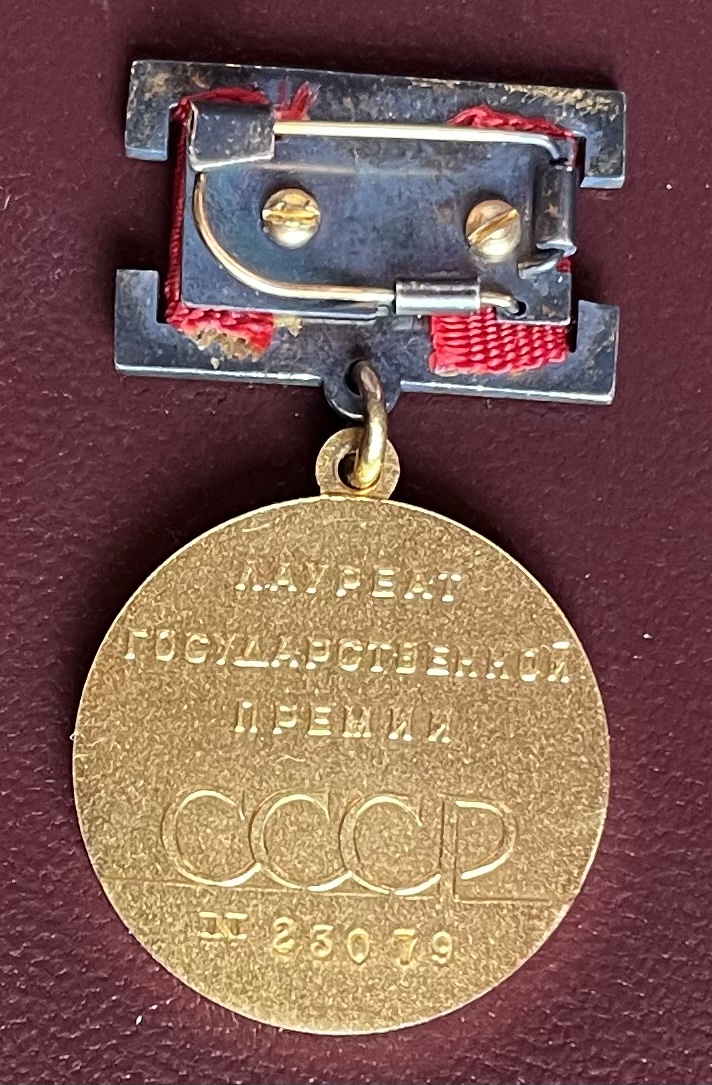 ЛАУРЕАТ
ГОСУДАРСТВЕННОЙ
ПРЕМИИ
СССР
№ 23079